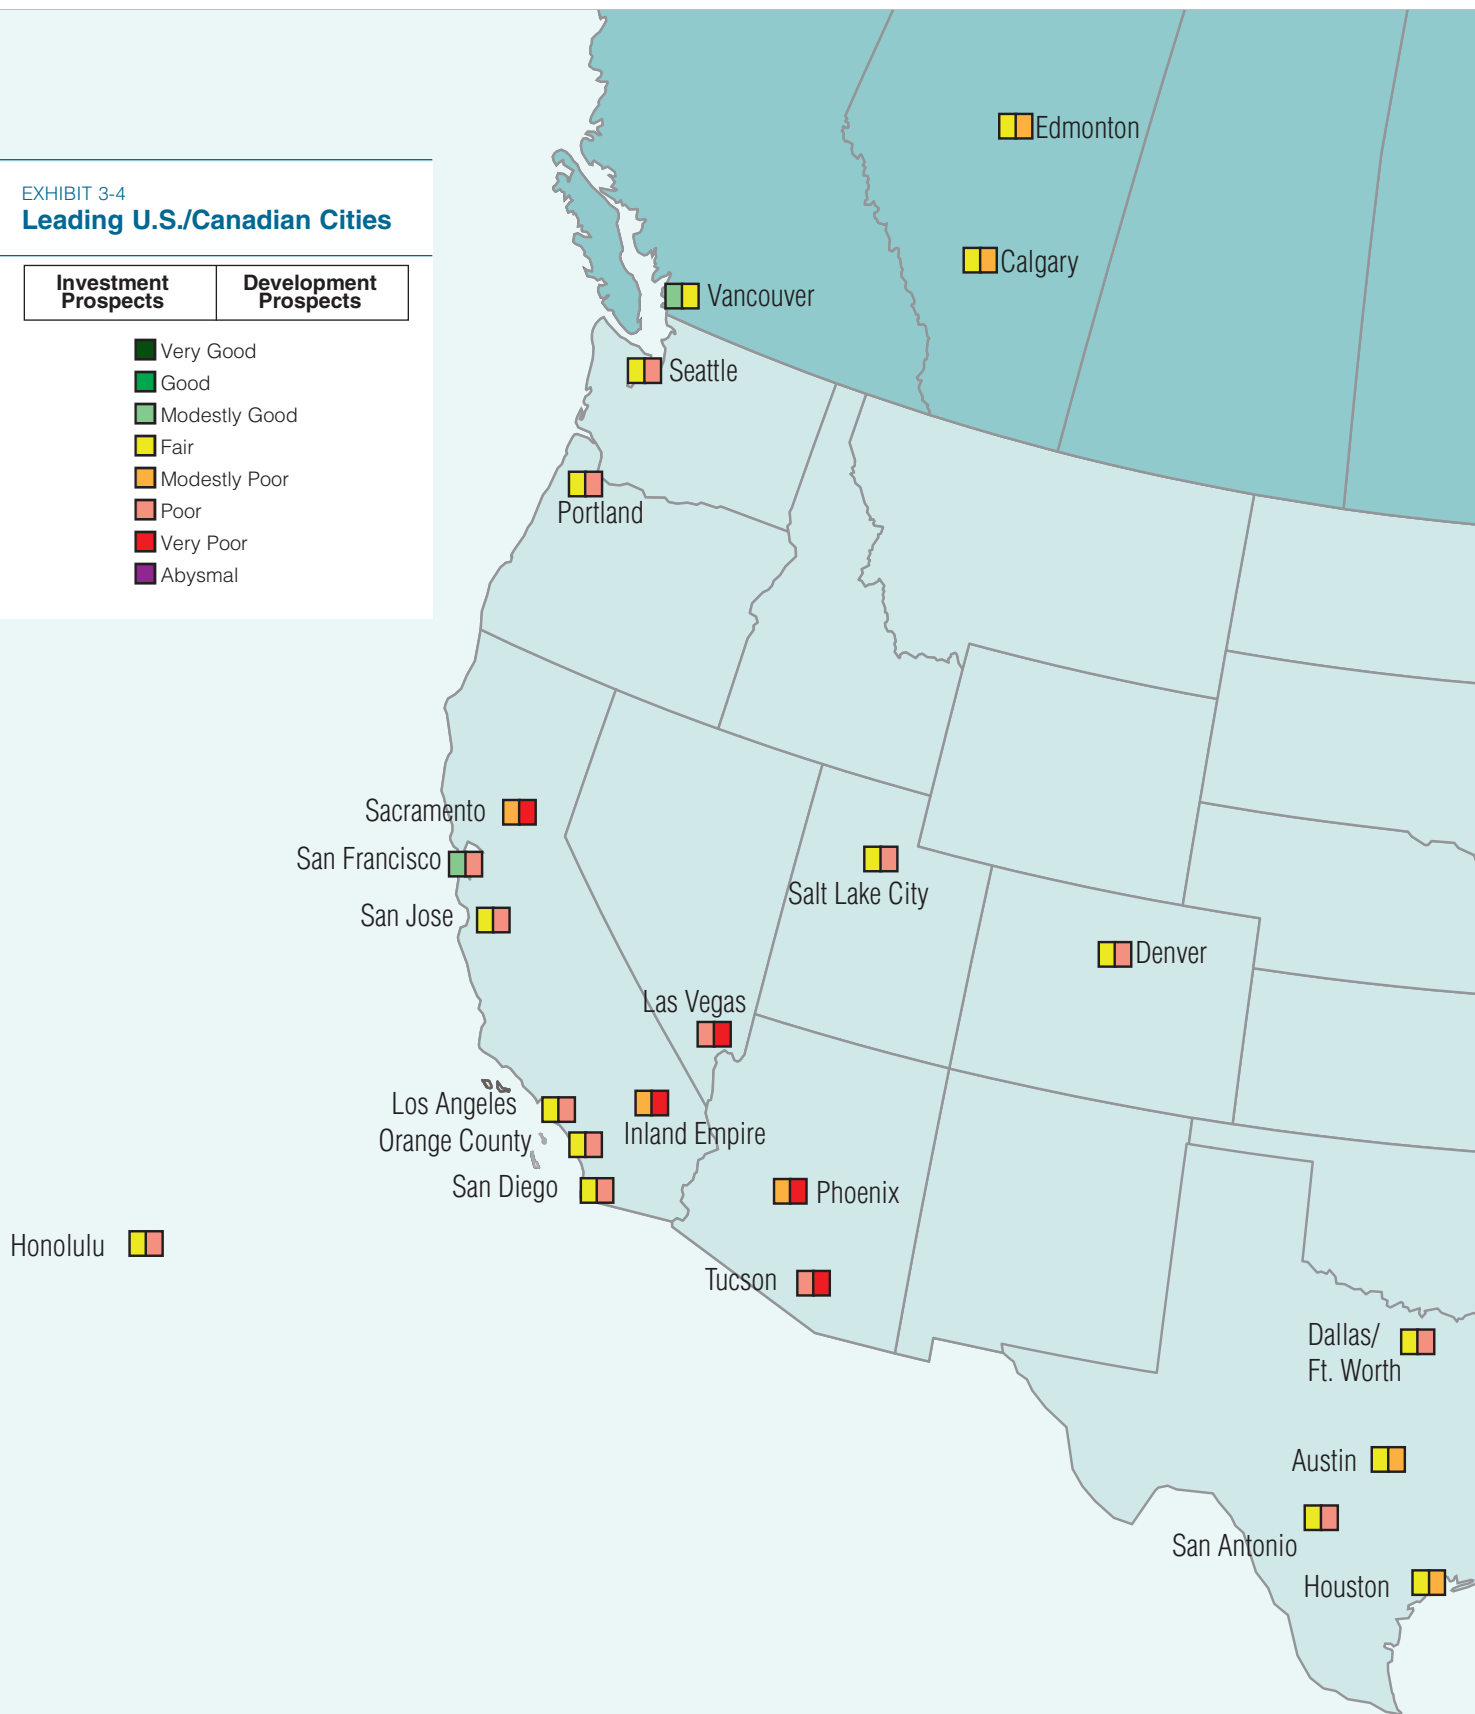 EXHIBIT 3-4
Leading U.S./Canadian Cities
Investment
Prospects
Development
Prospects
Very Good
Good
Modestly Good
Fair
Modestly Poor
Poor
Very Poor
Abysmal
Edmonton
Calgary
Vancouver
Seattle
Portland
Sacramento
San Francisco
San Jose
Salt Lake City
Denver
Las Vegas
Los Angeles
Orange County
Inland Empire
San Diego
Phoenix
Honolulu
Tucson
Dallas/
Ft. Worth
Austin
San Antonio
Houston